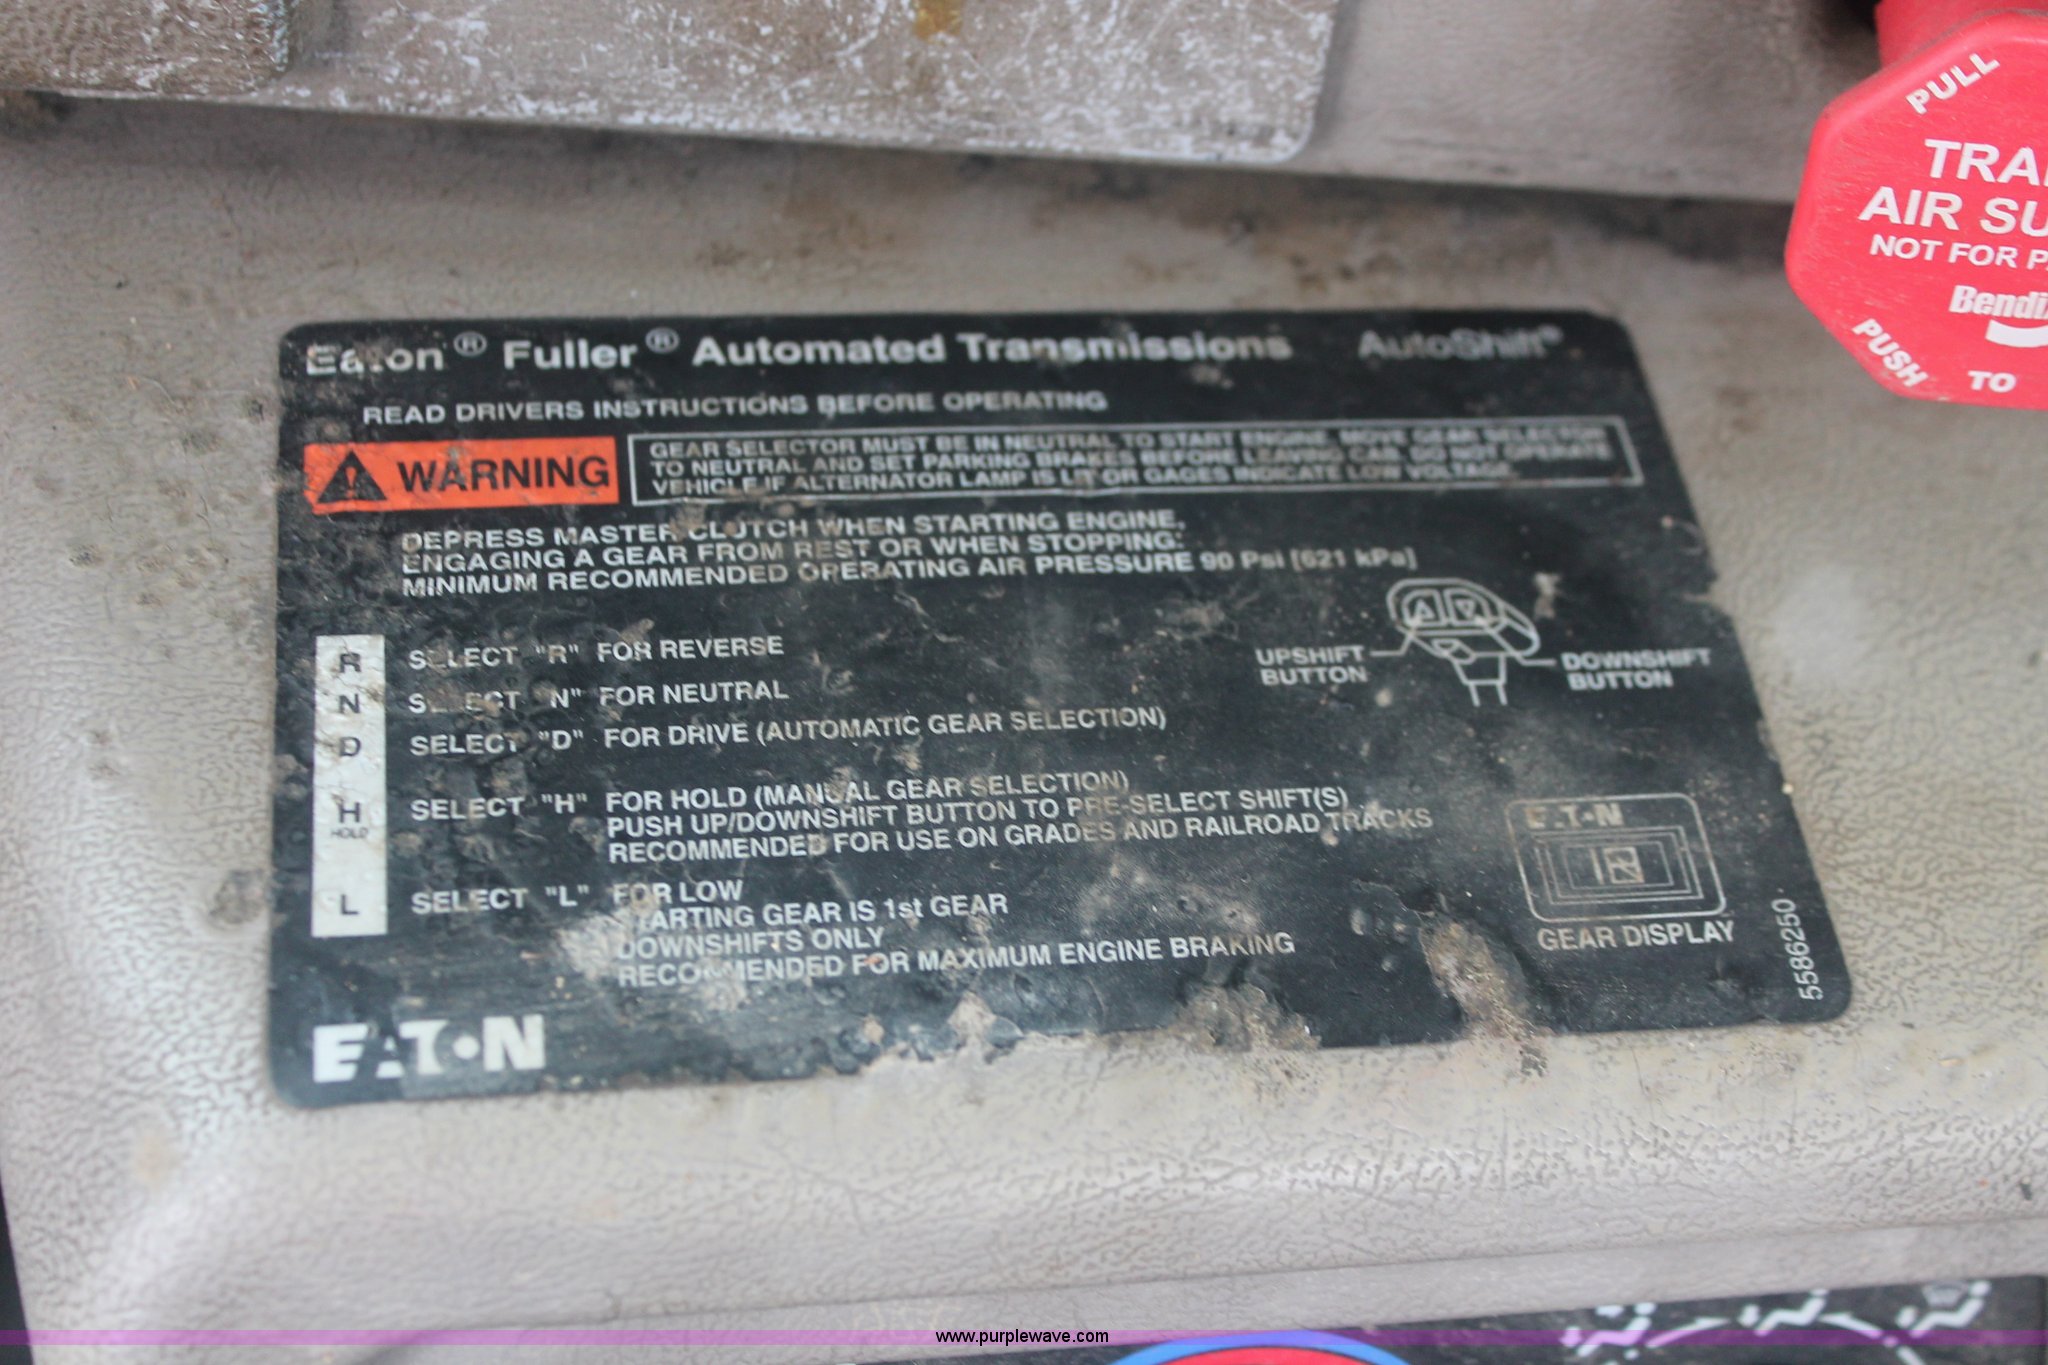 Eaton® Fuller® Automated Transmissions AutoShift®
READ DRIVERS INSTRUCTIONS BEFORE OPERATING
WARNING
GEAR SELECTOR MUST BE IN NEUTRAL TO START ENGINE. MOVE GEAR SELECTOR
TO NEUTRAL AND SET PARKING BRAKES BEFORE LEAVING CAB. DO NOT OPERATE
VEHICLE IF ALTERNATOR LAMP IS LIT OR GAGES INDICATE LOW VOLTAGE.
DEPRESS MASTER CLUTCH WHEN STARTING ENGINE,
ENGAGING A GEAR FROM REST OR WHEN STOPPING:
MINIMUM RECOMMENDED OPERATING AIR PRESSURE 90 Psi [621 kPa]
R SELECT "R" FOR REVERSE
N SELECT "N" FOR NEUTRAL
D SELECT "D" FOR DRIVE (AUTOMATIC GEAR SELECTION)
H SELECT "H" FOR HOLD (MANUAL GEAR SELECTION)
HOLD PUSH UP/DOWNSHIFT BUTTON TO PRE-SELECT SHIFT(S)
RECOMMENDED FOR USE ON GRADES AND RAILROAD TRACKS
L SELECT "L" FOR LOW
STARTING GEAR IS 1st GEAR
DOWNSHIFTS ONLY
RECOMMENDED FOR MAXIMUM ENGINE BRAKING
EATON
UPSHIFT
BUTTON
DOWNSHIFT
BUTTON
EATON
R
GEAR DISPLAY
5586250
PULL
AIR
NOT FOR
Bendix
PUSH TO
www.purplewave.com